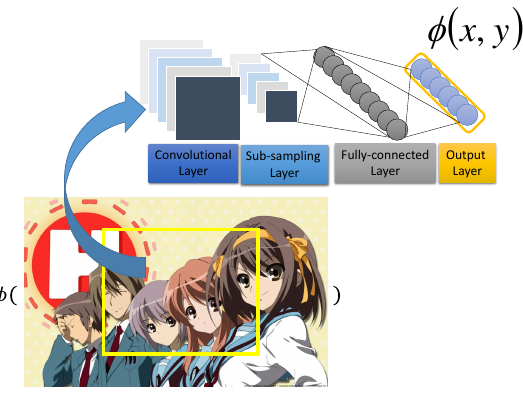 ϕ(x, y)
Convolutional Layer
Sub-sampling Layer
Fully-connected Layer
Output Layer
ϕ( )